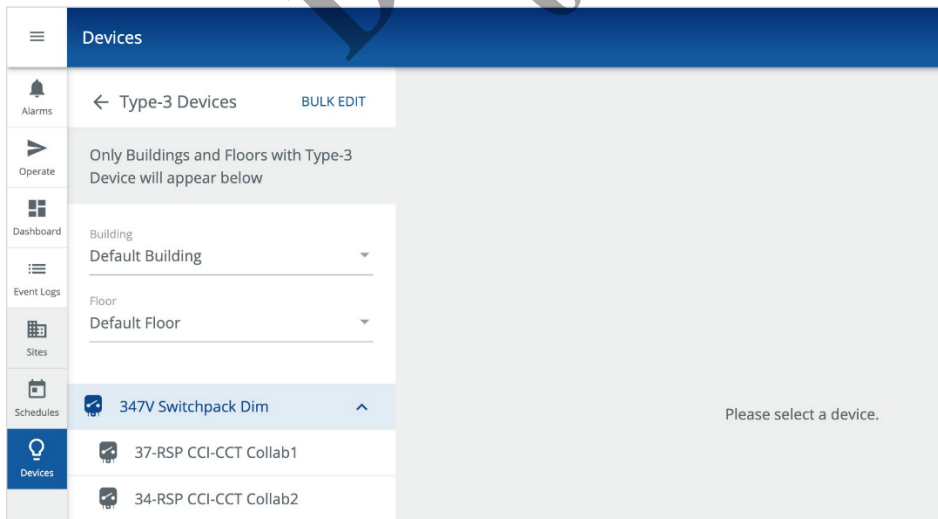 Devices
Alarms
Operate
Dashboard
Event Logs
Sites
Schedules
Devices
Type-3 Devices
BULK EDIT
Only Buildings and Floors with Type-3
Device will appear below
Building
Default Building
Floor
Default Floor
347V Switchpack Dim
37-RSP CCI-CCT Collab1
34-RSP CCI-CCT Collab2
Please select a device.